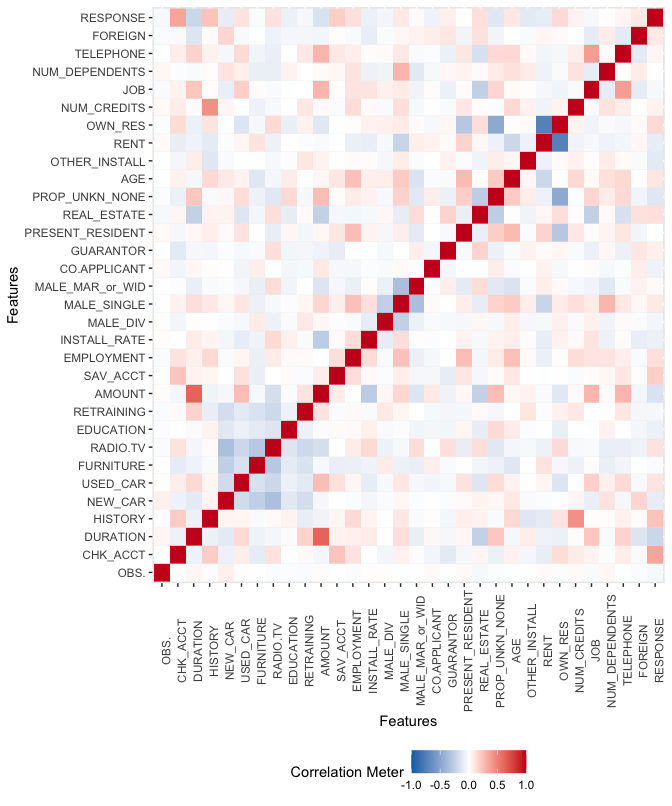 RESPONSE
FOREIGN
TELEPHONE
NUM_DEPENDENTS
JOB
NUM_CREDITS
OWN_RES
RENT
OTHER_INSTALL
AGE
PROP_UNKN_NONE
REAL_ESTATE
PRESENT_RESIDENT
GUARANTOR
CO.APPLICANT
MALE_MAR_or_WID
MALE_SINGLE
MALE_DIV
INSTALL_RATE
EMPLOYMENT
SAV_ACCT
AMOUNT
RETRAINING
EDUCATION
RADIO.TV
FURNITURE
USED_CAR
NEW_CAR
HISTORY
DURATION
CHK_ACCT
OBS.
Features
OBS.
CHK_ACCT
DURATION
HISTORY
NEW_CAR
USED_CAR
FURNITURE
RADIO.TV
EDUCATION
RETRAINING
AMOUNT
SAV_ACCT
EMPLOYMENT
INSTALL_RATE
MALE_DIV
MALE_SINGLE
MALE_MAR_or_WID
CO.APPLICANT
GUARANTOR
PRESENT_RESIDENT
REAL_ESTATE
PROP_UNKN_NONE
AGE
OTHER_INSTALL
RENT
OWN_RES
NUM_CREDITS
JOB
NUM_DEPENDENTS
TELEPHONE
FOREIGN
RESPONSE
Features
Correlation Meter
-1.0 -0.5 0.0 0.5 1.0